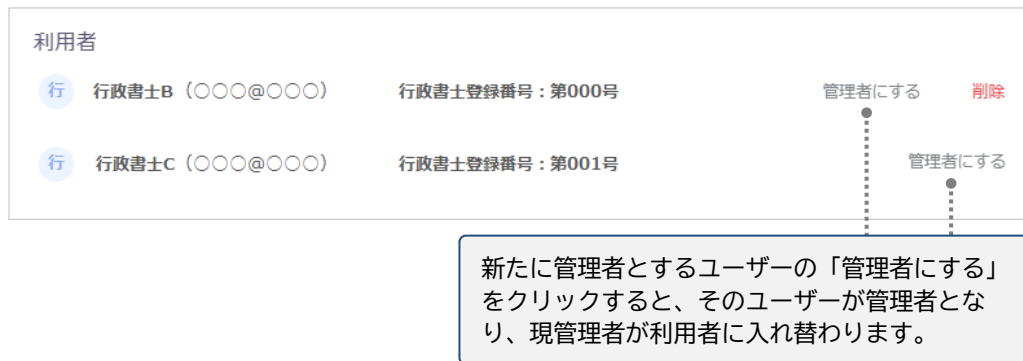 利用者
行 行政書士B（○○○@○○○） 行政書士登録番号：第000号 管理者にする 削除
行 行政書士C（○○○@○○○） 行政書士登録番号：第001号 管理者にする
新たに管理者とするユーザーの「管理者にする」
をクリックすると、そのユーザーが管理者とな
り、現管理者が利用者に入れ替わります。